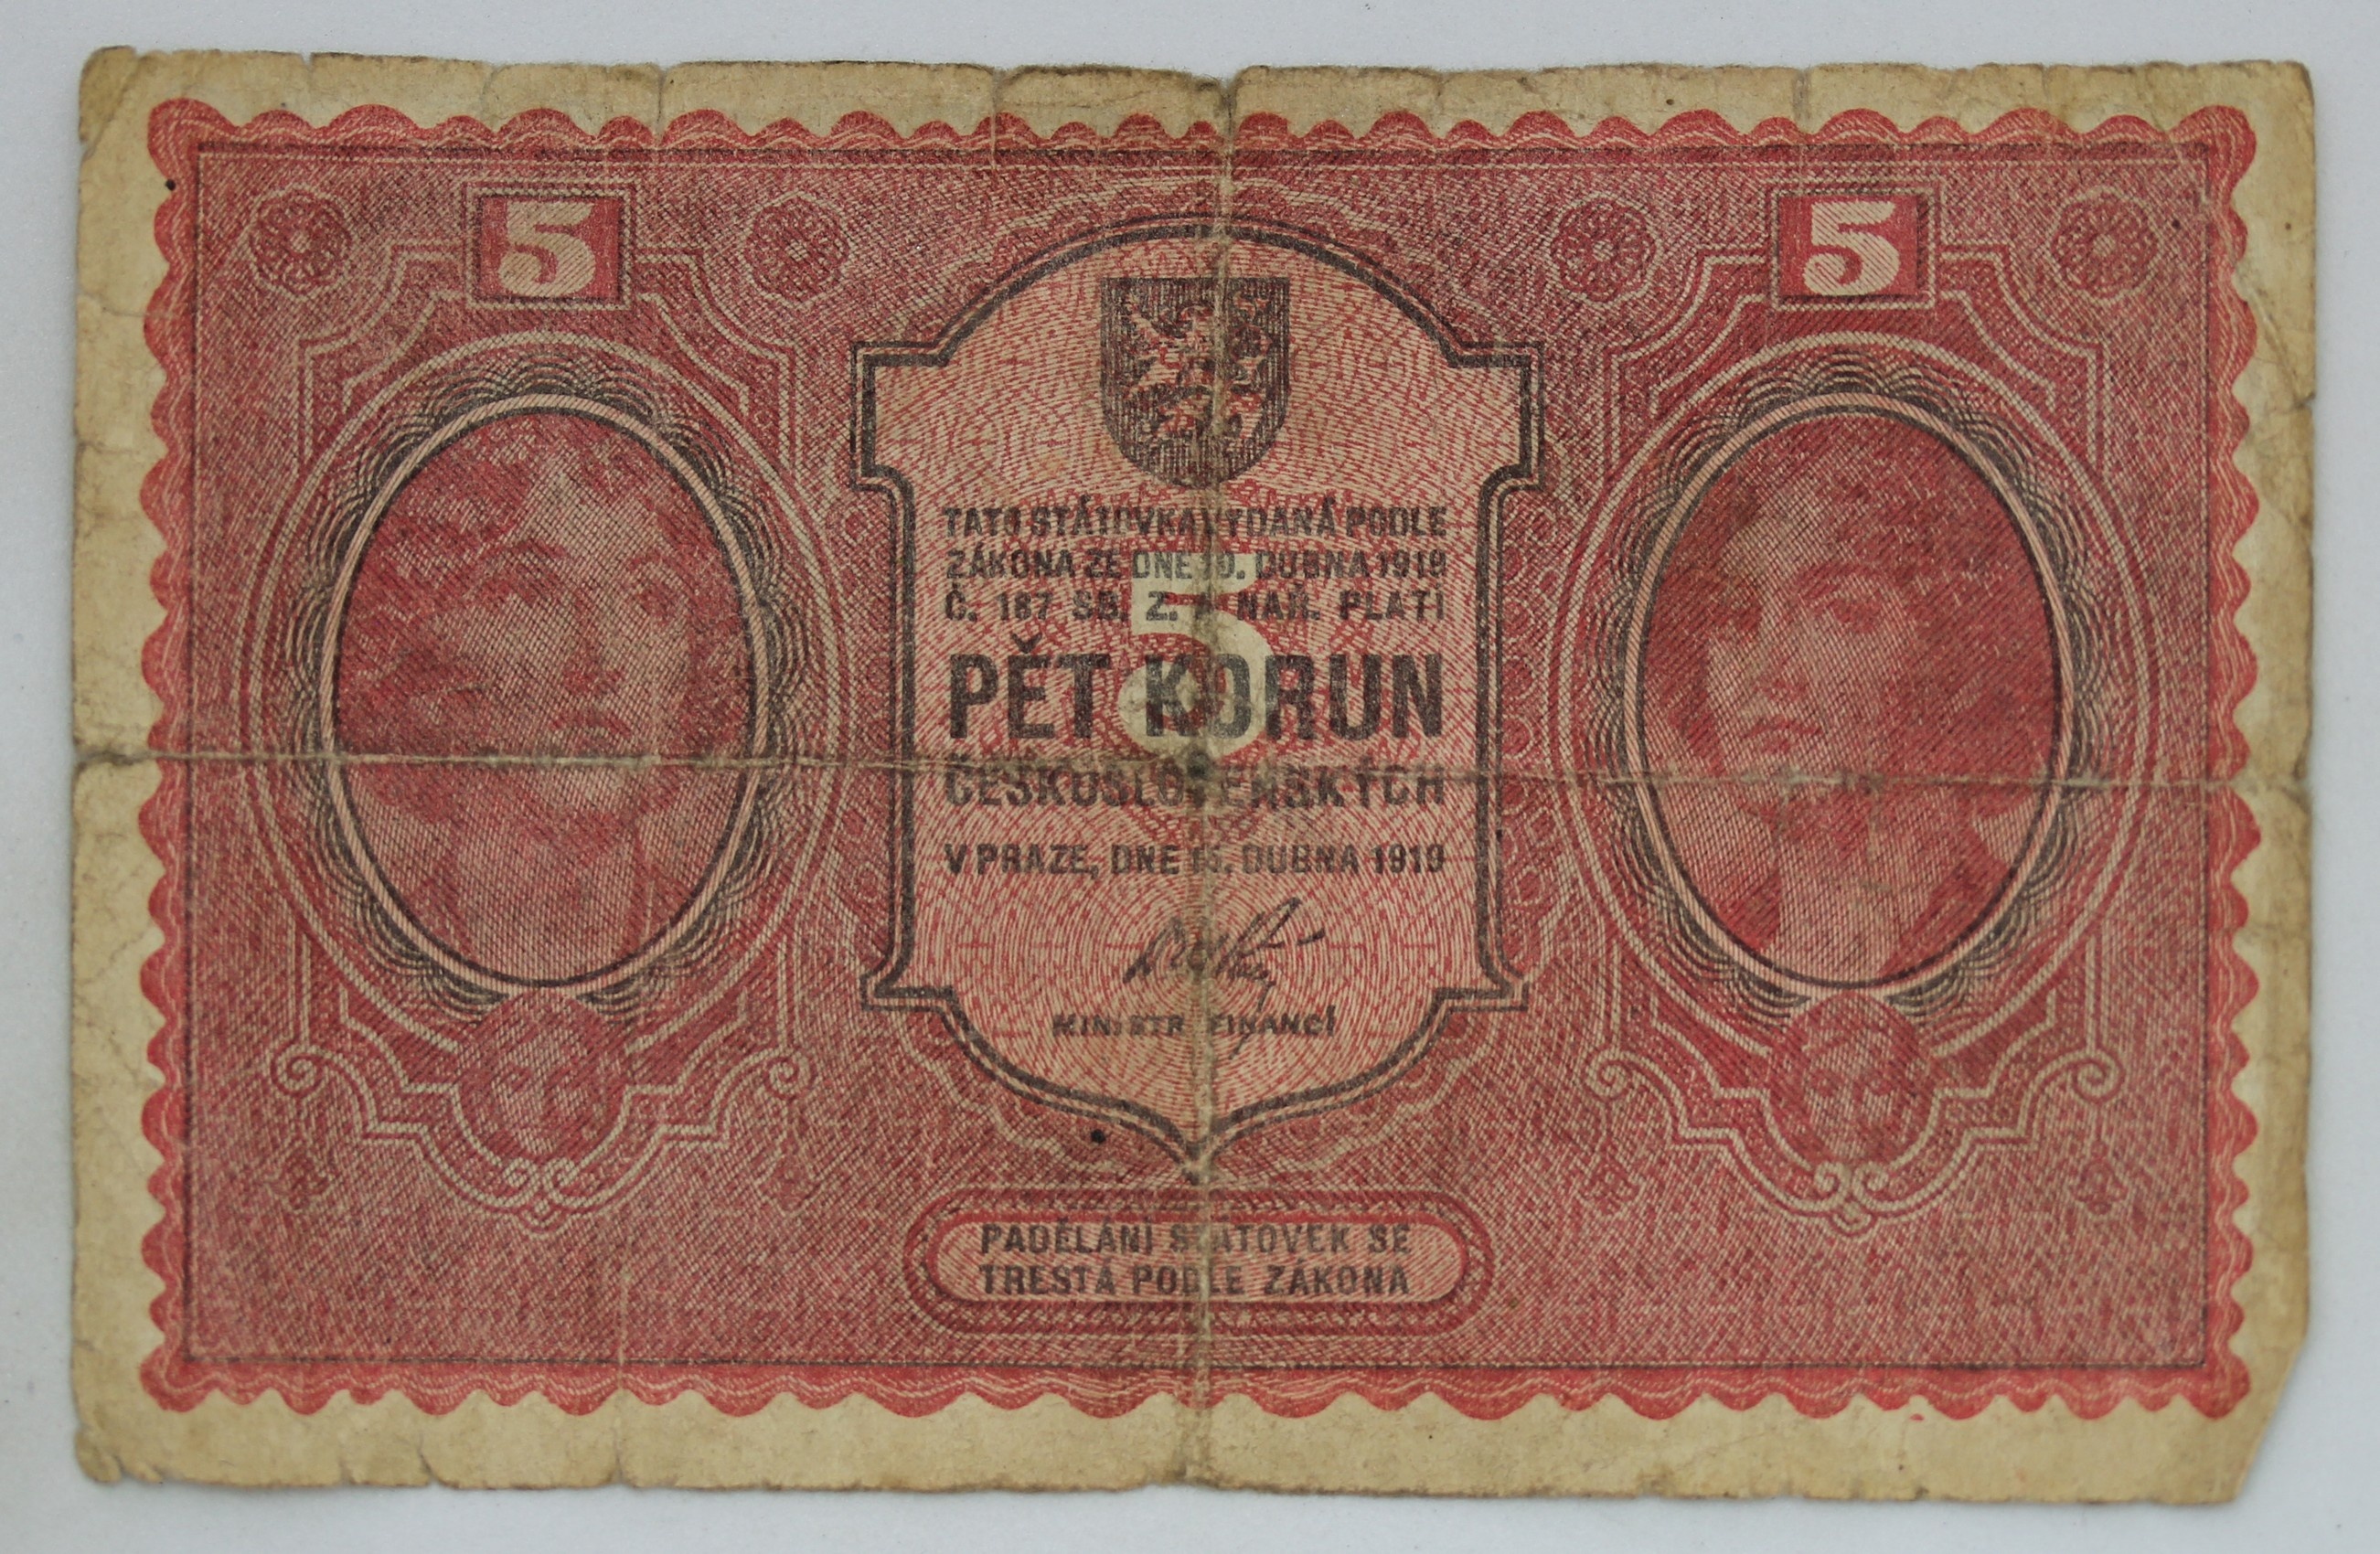 5
5
TATO STÁTOVKA VYDANÁ PODLE
ZÁKONA ZE DNE 10. DUBNA 1919
Č. 187 SB. Z. A NAŘ. PLATÍ
5
PĚT KORUN
ČESKOSLOVENSKÝCH
V PRAZE, DNE 15. DUBNA 1919
MINISTR FINANCÍ
PADĚLÁNÍ STÁTOVEK SE
TRESTÁ PODLE ZÁKONA